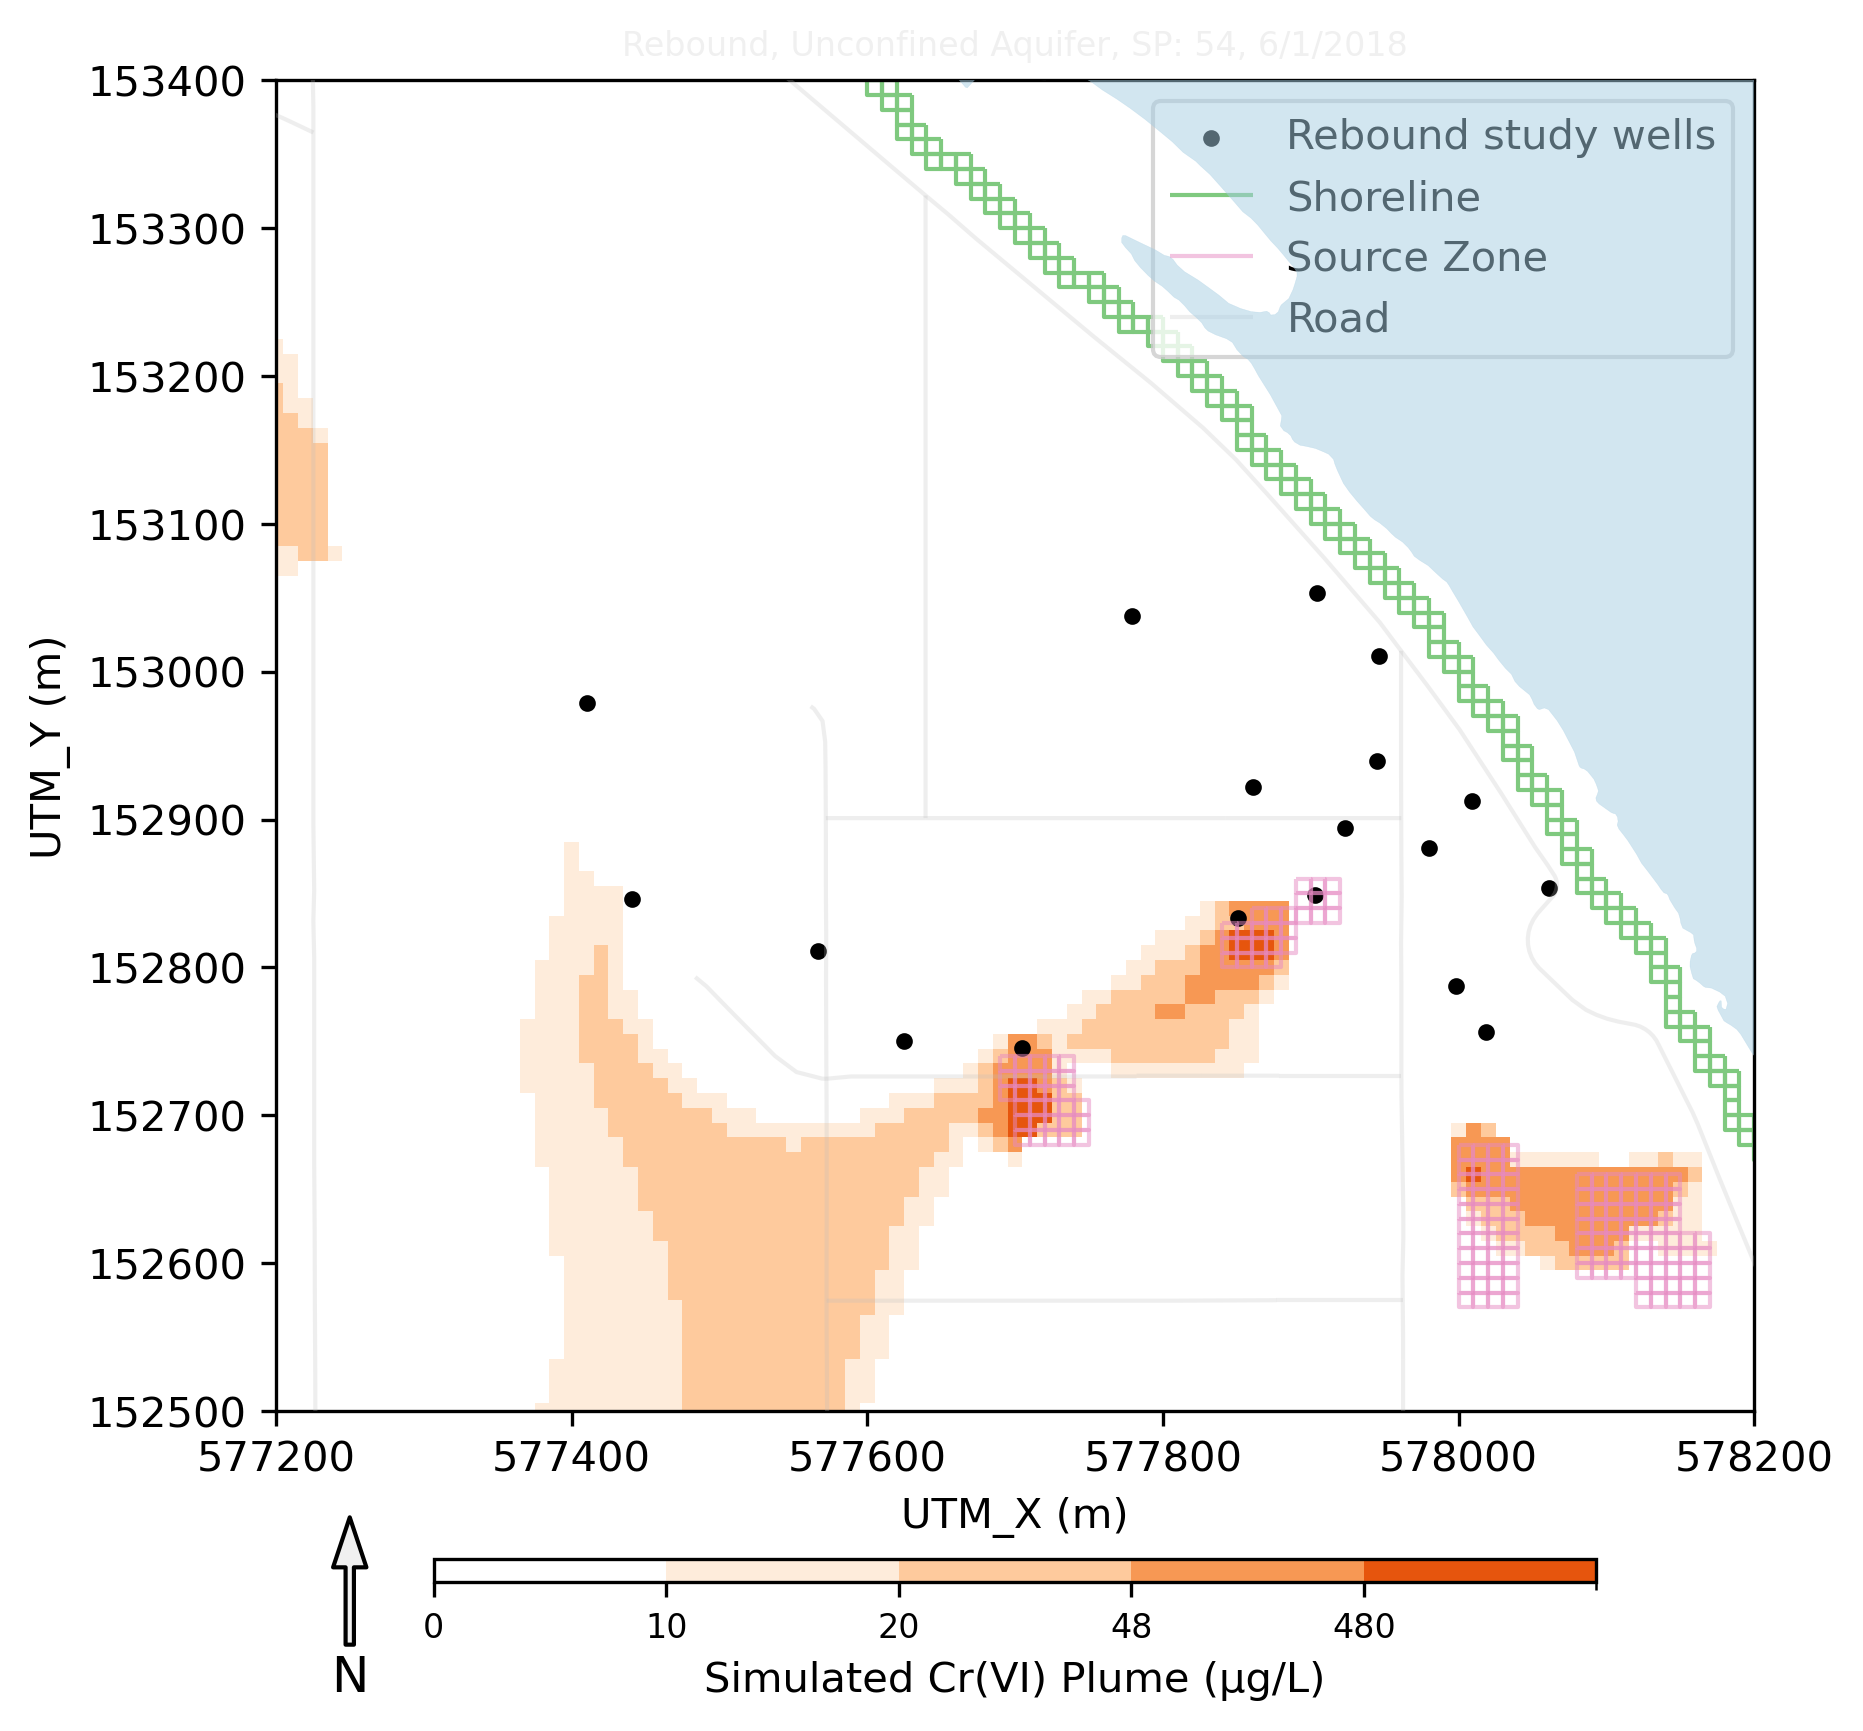 Rebound, Unconfined Aquifer, SP: 54, 6/1/2018
153400
153300
153200
153100
153000
152900
152800
152700
152600
152500
UTM_Y (m)
Rebound study wells
Shoreline
Source Zone
Road
577200
577400
577600
577800
578000
578200
UTM_X (m)
N
0
10
20
48
480
Simulated Cr(VI) Plume (μg/L)